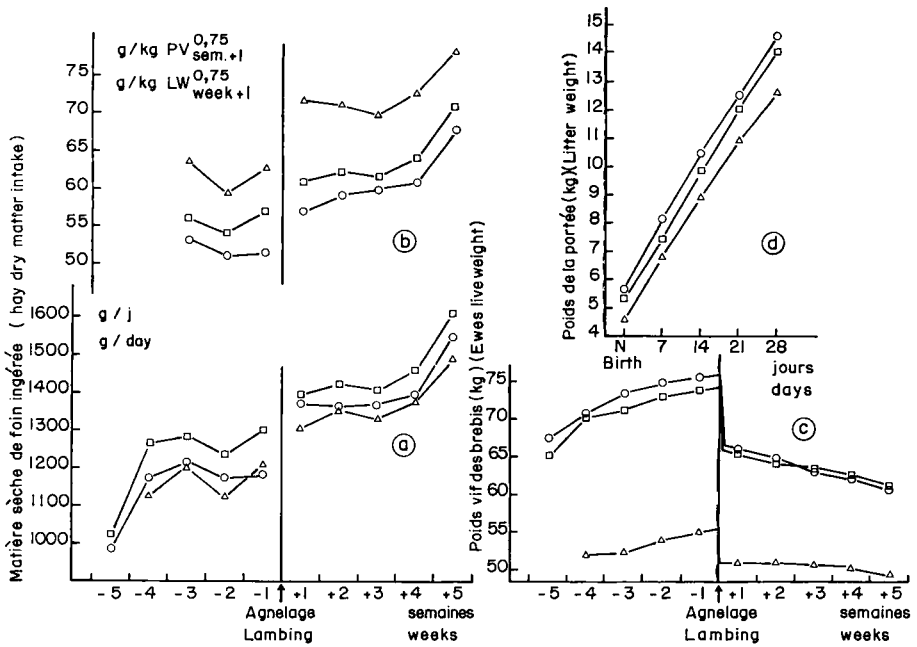 Matière sèche de foin ingérée (hay dry matter intake)
g/kg PV 0,75 sem.+1
g/kg LW 0,75 week+1
75
70
65
60
55
50
b
g/j
g/day
1600
1500
1400
1300
1200
1100
1000
a
-5 -4 -3 -2 -1 +1 +2 +3 +4 +5
Agnelage semaines
Lambing weeks
Poids de la portée (kg)(Litter weight)
15
14
13
12
11
10
9
8
7
6
5
4
d
N 7 14 21 28
Birth jours
days
Poids vif des brebis (kg) (Ewes liveweight)
75
70
65
60
55
50
c
-5 -4 -3 -2 -1 +1 +2 +3 +4 +5
Agnelage semaines
Lambing weeks